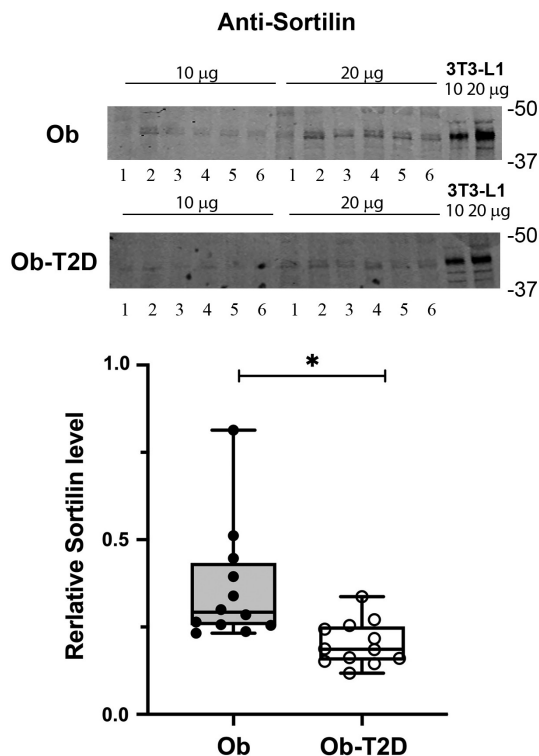 Anti-Sortilin
3T3-L1
10 µg 20 µg 10 20 µg
-50
Ob
-37
1 2 3 4 5 6 1 2 3 4 5 6
3T3-L1
10 µg 20 µg 10 20 µg
-50
Ob-T2D
-37
1 2 3 4 5 6 1 2 3 4 5 6
1.0
*
Rerlative Sortilin level
0.5
0.0
Ob Ob-T2D